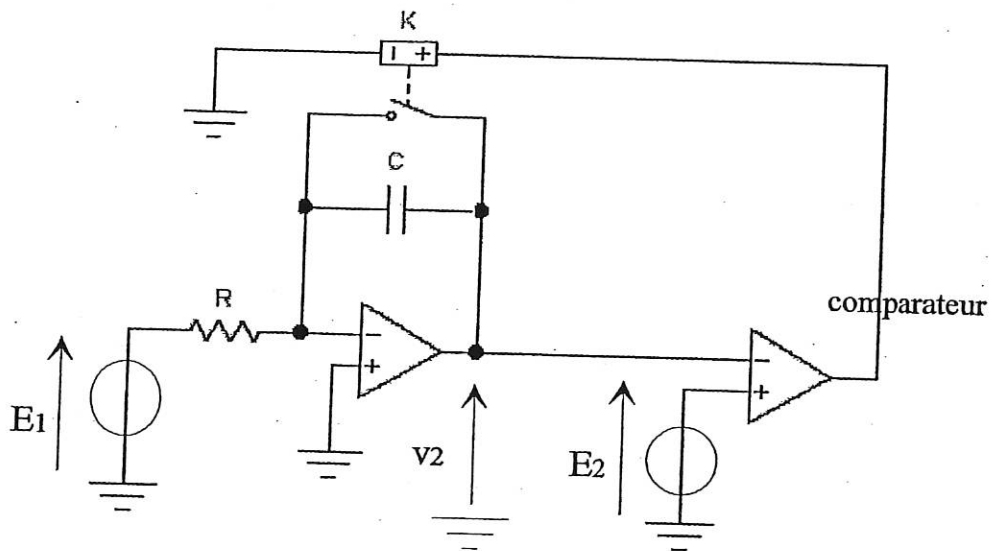 K
- +
C
R
comparateur
-
+
-
+
E1
v2
E2